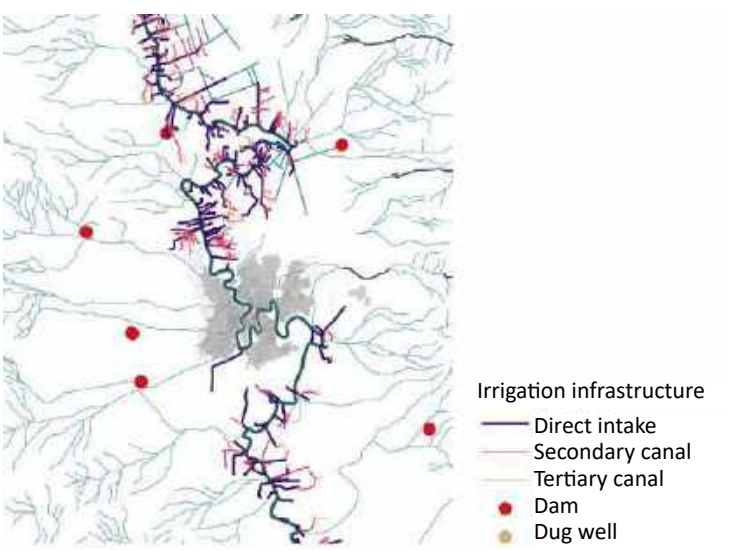 Irrigation infrastructure
Direct intake
Secondary canal
Tertiary canal
Dam
Dug well